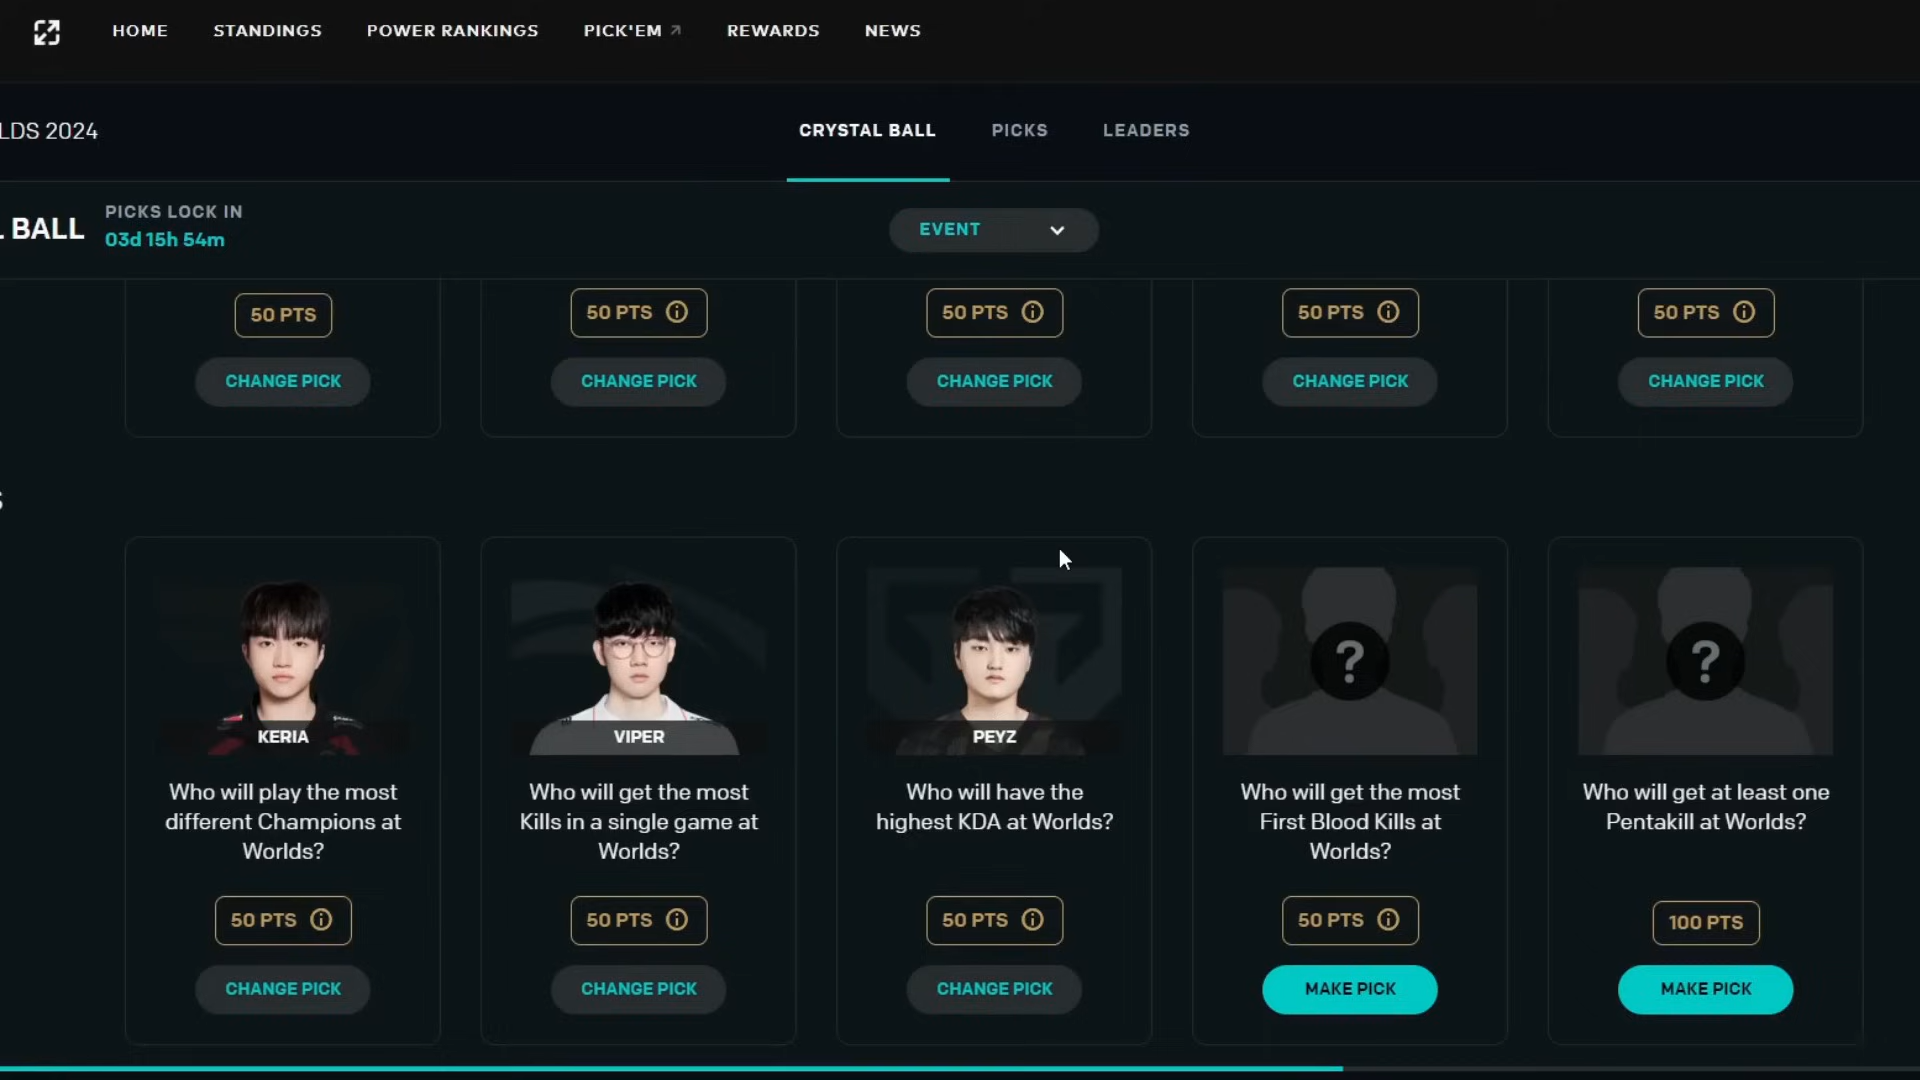 HOME STANDINGS POWER RANKINGS PICK'EM REWARDS NEWS
LDS 2024 CRYSTAL BALL PICKS LEADERS
BALL PICKS LOCK IN
03d 15h 54m
EVENT
50 PTS 50 PTS 50 PTS 50 PTS 50 PTS
CHANGE PICK CHANGE PICK CHANGE PICK CHANGE PICK CHANGE PICK
S
KERIA
Who will play the most
different Champions at
Worlds?
50 PTS
CHANGE PICK
VIPER
Who will get the most
Kills in a single game at
Worlds?
50 PTS
CHANGE PICK
PEYZ
Who will have the
highest KDA at Worlds?
50 PTS
CHANGE PICK
?
Who will get the most
First Blood Kills at
Worlds?
50 PTS
MAKE PICK
?
Who will get at least one
Pentakill at Worlds?
100 PTS
MAKE PICK